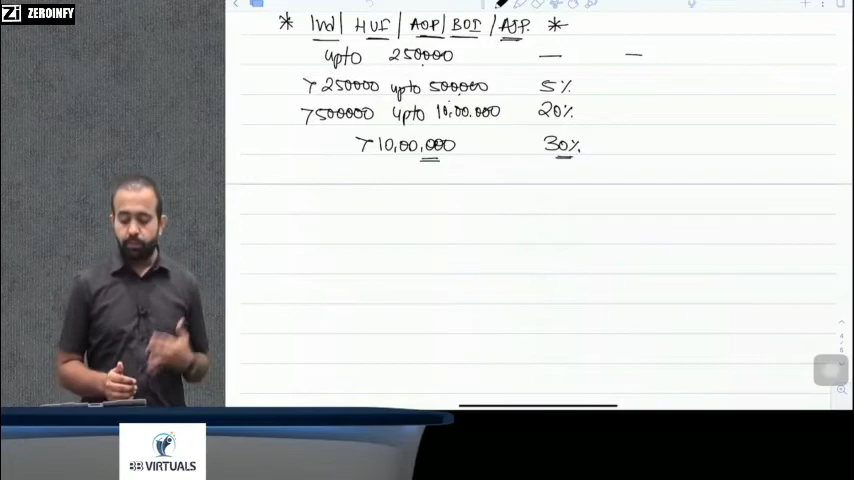 Zi ZEROINFY
* Ind | HUF | AOP | BOI / AJP. *
upto 250000 — —
> 250000 upto 500000 5%
> 500000 upto 10,00,000 20%
> 10,00,000 30%
BB VIRTUALS